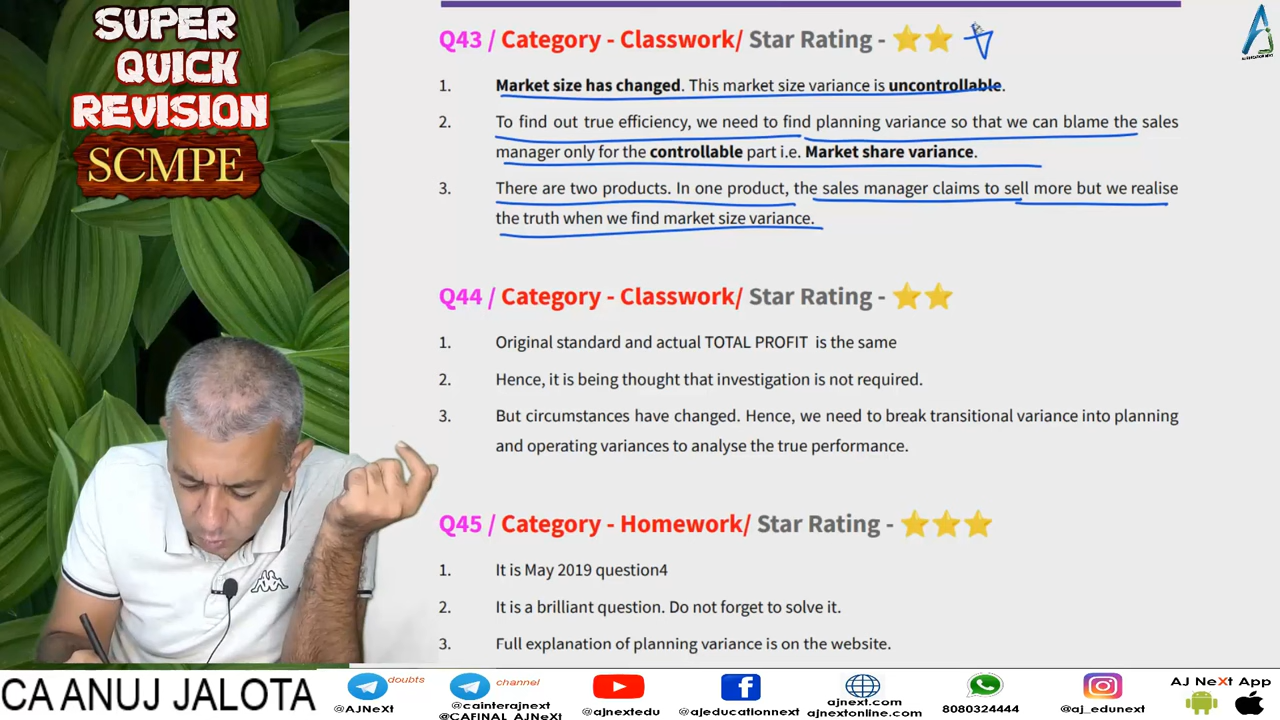 SUPER
QUICK
REVISION
SCMPE
Q43 / Category - Classwork/ Star Rating -
1. Market size has changed. This market size variance is uncontrollable.
2. To find out true efficiency, we need to find planning variance so that we can blame the sales
manager only for the controllable part i.e. Market share variance.
3. There are two products. In one product, the sales manager claims to sell more but we realise
the truth when we find market size variance.
Q44 / Category - Classwork/ Star Rating -
1. Original standard and actual TOTAL PROFIT is the same
2. Hence, it is being thought that investigation is not required.
3. But circumstances have changed. Hence, we need to break transitional variance into planning
and operating variances to analyse the true performance.
Q45 / Category - Homework/ Star Rating -
1. It is May 2019 question4
2. It is a brilliant question. Do not forget to solve it.
3. Full explanation of planning variance is on the website.
CA ANUJ JALOTA
doubts
@AJNeXt
channel
@cainterajnext
@CAFINAL_AJNeXt
@ajnextedu
@ajeducationnext
ajnext.com
ajnextonline.com
8080324444
@aj_edunext
AJ NeXt App